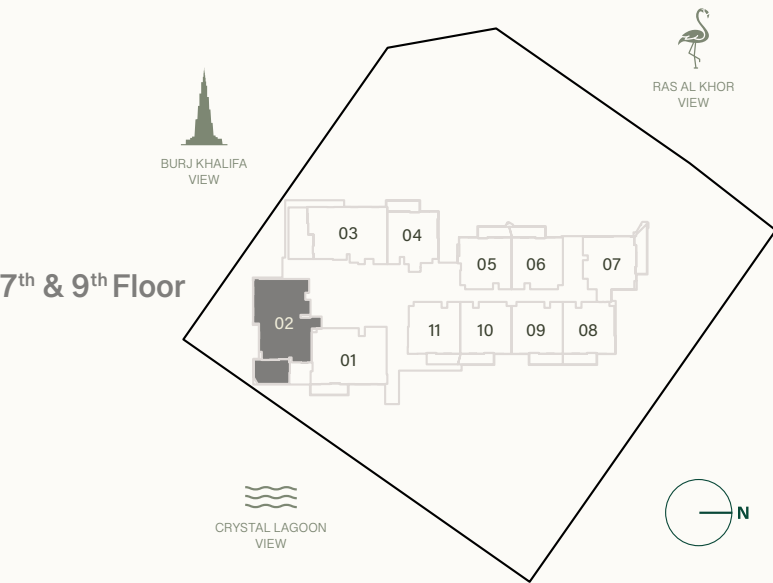 RAS AL KHOR
VIEW
BURJ KHALIFA
VIEW
03
04
05
06
07
7th & 9th Floor
02
01
11
10
09
08
CRYSTAL LAGOON
VIEW
N